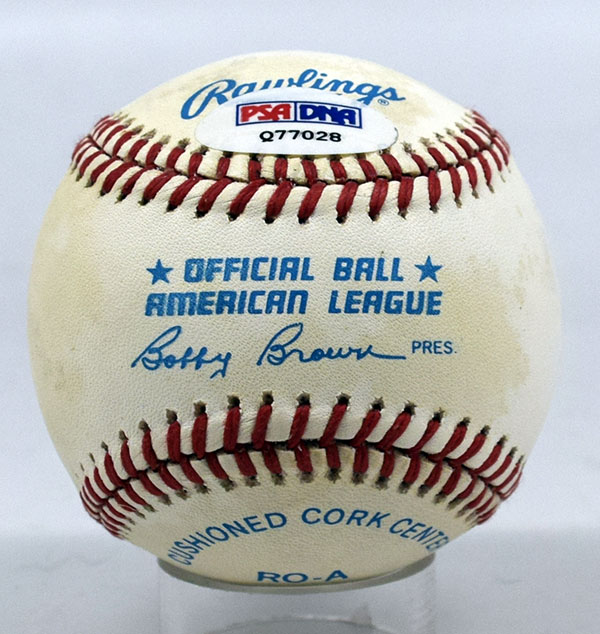 Rawlings®
PSA DNA
Q77028
★ OFFICIAL BALL ★
AMERICAN LEAGUE
Bobby Brown PRES.
CUSHIONED CORK CENTER
RO-A